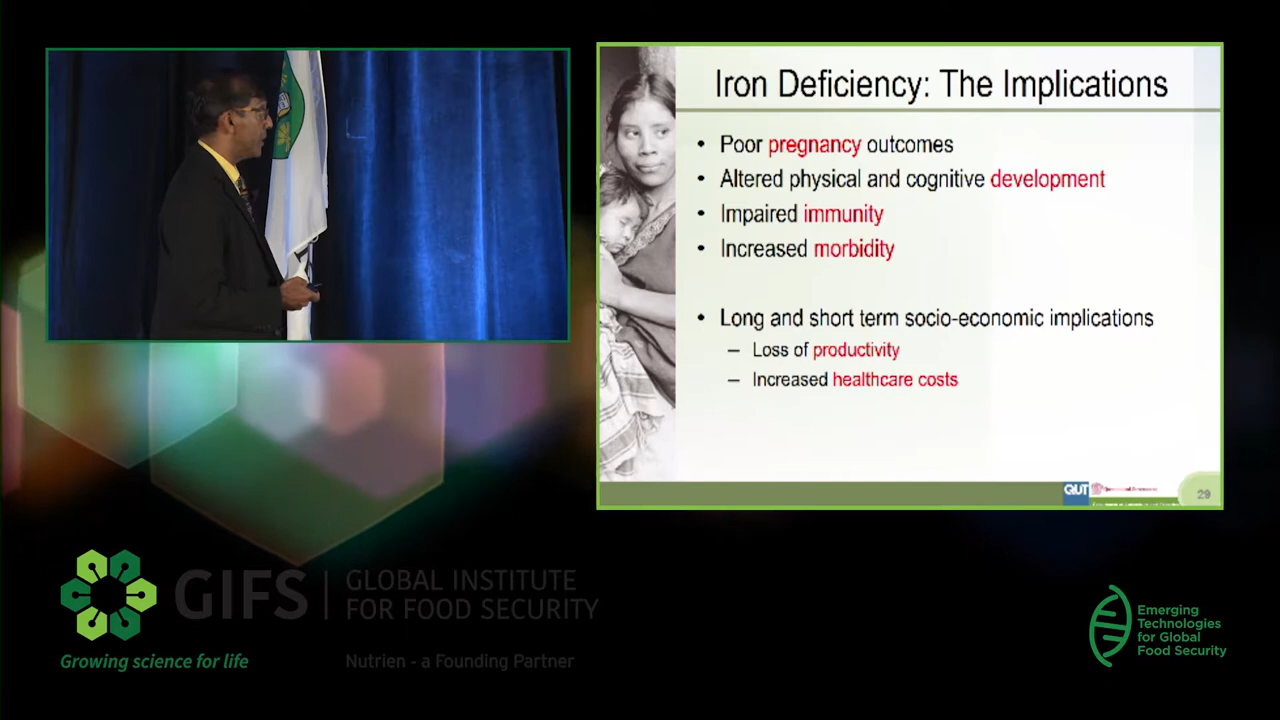 Iron Deficiency: The Implications
• Poor pregnancy outcomes
• Altered physical and cognitive development
• Impaired immunity
• Increased morbidity
• Long and short term socio-economic implications
– Loss of productivity
– Increased healthcare costs
QUT
29
GIFS
GLOBAL INSTITUTE
FOR FOOD SECURITY
Growing science for life
Nutrien - a Founding Partner
Emerging
Technologies
for Global
Food Security